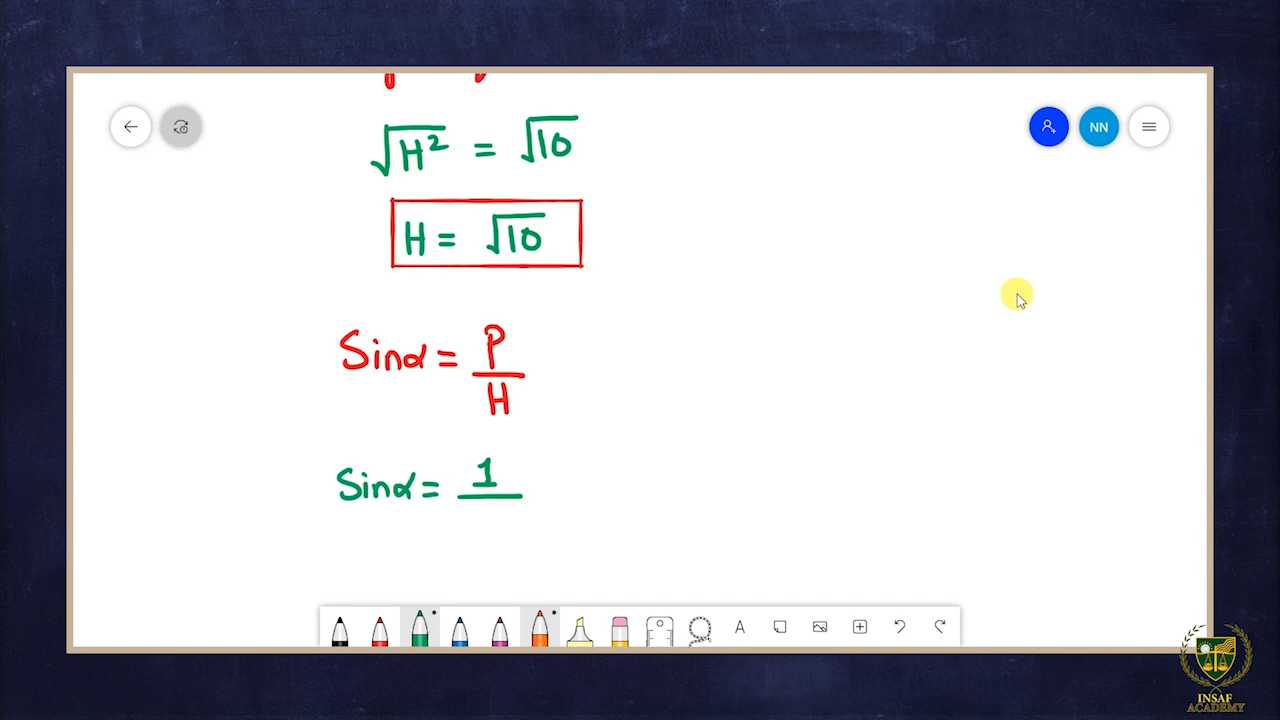 √H² = √10
NN
H = √10
Sinα = P/H
Sinα = 1/
A
INSAF
ACADEMY